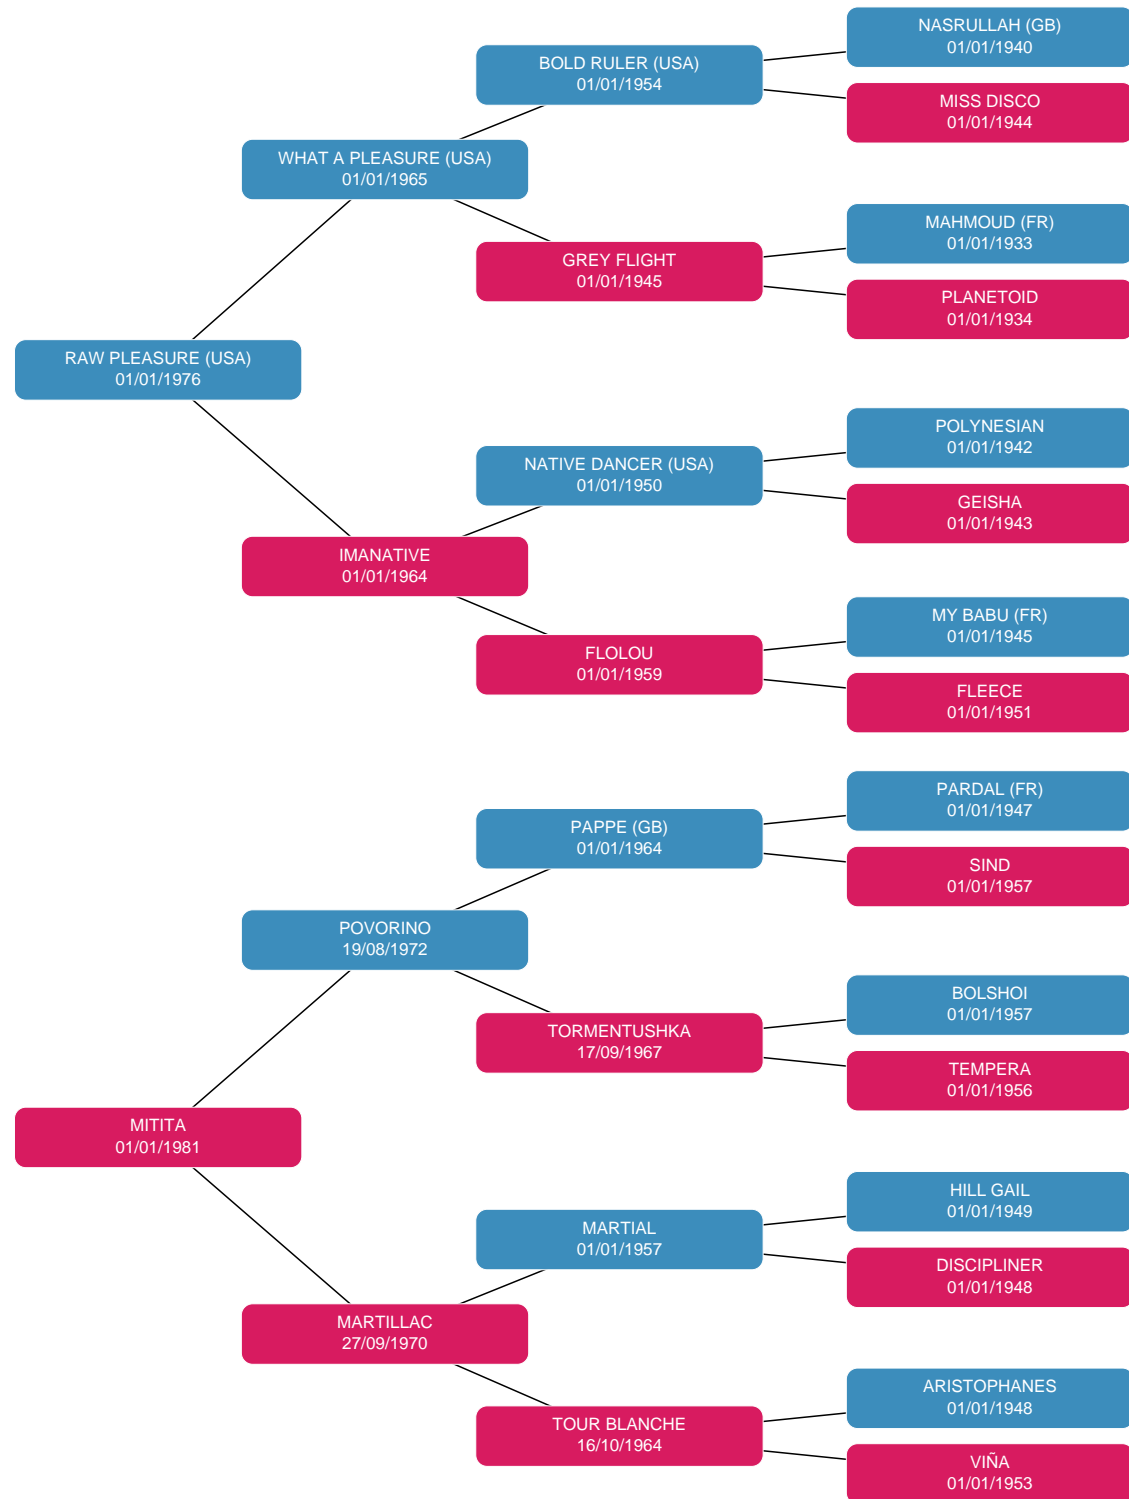 NASRULLAH (GB)
01/01/1940
BOLD RULER (USA)
01/01/1954
MISS DISCO
01/01/1944
WHAT A PLEASURE (USA)
01/01/1965
MAHMOUD (FR)
01/01/1933
GREY FLIGHT
01/01/1945
PLANETOID
01/01/1934
RAW PLEASURE (USA)
01/01/1976
POLYNESIAN
01/01/1942
NATIVE DANCER (USA)
01/01/1950
GEISHA
01/01/1943
IMANATIVE
01/01/1964
MY BABU (FR)
01/01/1945
FLOLOU
01/01/1959
FLEECE
01/01/1951
PARDAL (FR)
01/01/1947
PAPPE (GB)
01/01/1964
SIND
01/01/1957
POVORINO
19/08/1972
BOLSHOI
01/01/1957
TORMENTUSHKA
17/09/1967
TEMPERA
01/01/1956
MITITA
01/01/1981
HILL GAIL
01/01/1949
MARTIAL
01/01/1957
DISCIPLINER
01/01/1948
MARTILLAC
27/09/1970
ARISTOPHANES
01/01/1948
TOUR BLANCHE
16/10/1964
VIÑA
01/01/1953